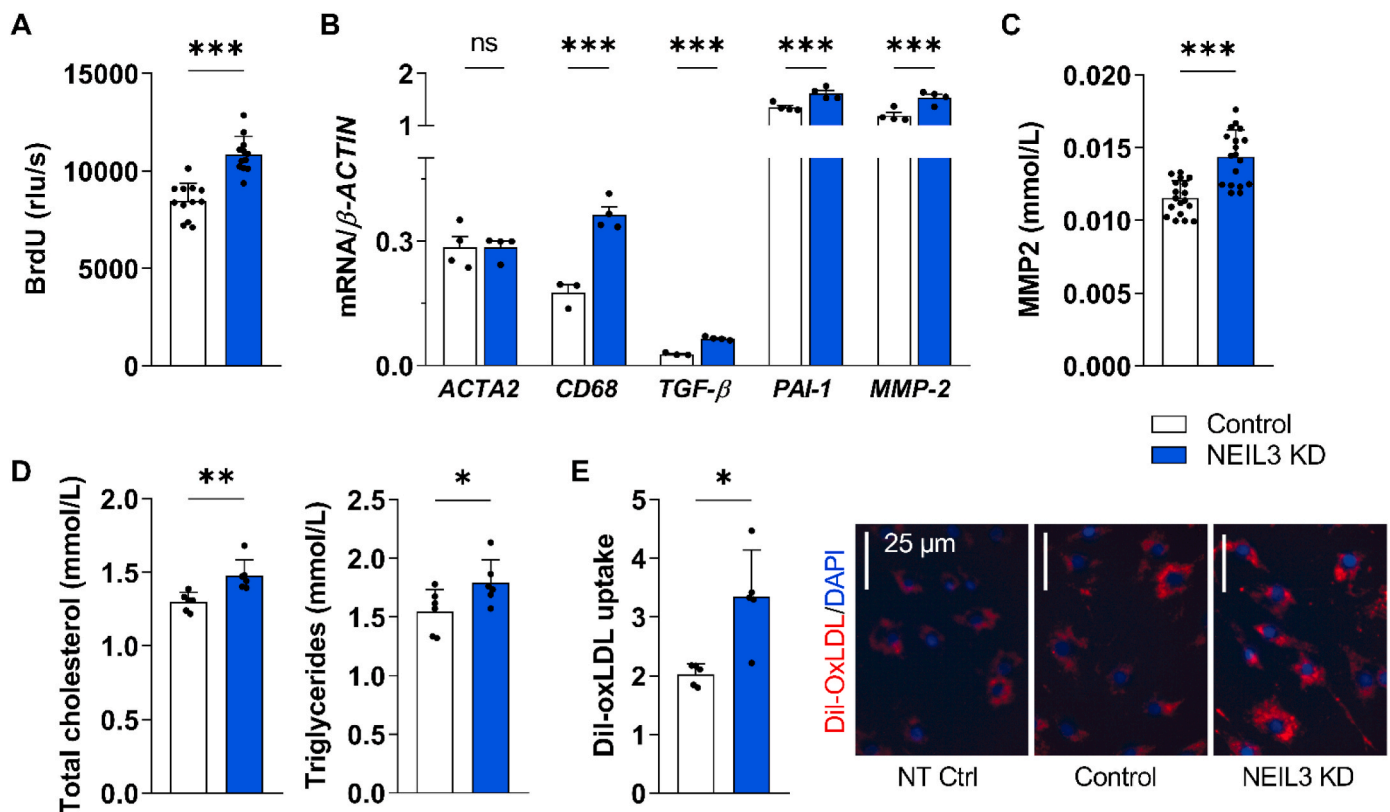 A
***
BrdU (rlu/s)
15000
10000
5000
0
B
ns *** *** *** ***
mRNA/β-ACTIN
2
1
0.3
0.0
ACTA2 CD68 TGF-β PAI-1 MMP-2
C
***
MMP2 (mmol/L)
0.020
0.015
0.010
0.005
0.000
Control
NEIL3 KD
D
**
Total cholesterol (mmol/L)
2.0
1.5
1.0
0.5
0.0
*
Triglycerides (mmol/L)
2.5
2.0
1.5
1.0
0.5
0.0
E
*
Dil-oxLDL uptake
5
4
3
2
1
0
Dil-OxLDL/DAPI
25 µm
NT Ctrl Control NEIL3 KD